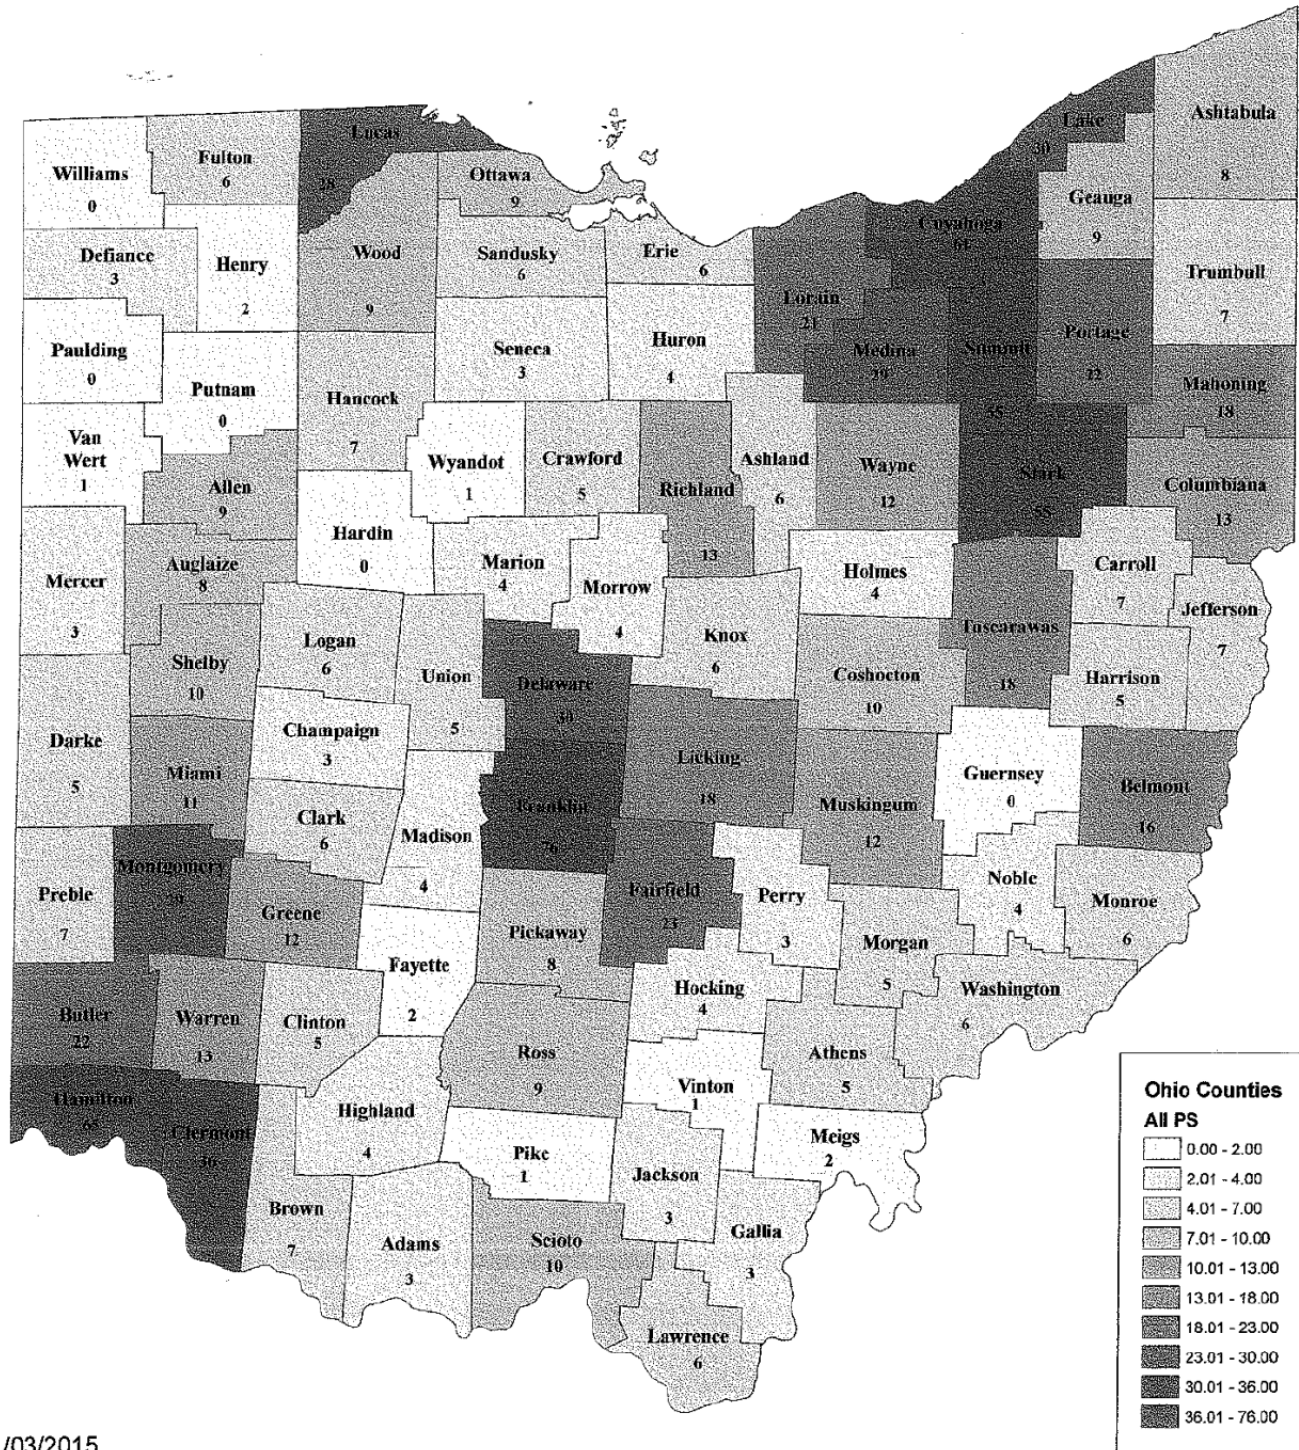 Lake
30
Ashtabula
8
Lucas
28
Fulton
6
Williams
0
Ottawa
9
Geauga
9
Cuyahoga
Defiance
3
Henry
2
Wood
9
Sandusky
6
Erie
6
Trumbull
7
Lorain
21
Portage
22
Paulding
0
Seneca
3
Huron
4
Medina
29
Summit
55
Mahoning
18
Putnam
0
Hancock
7
Van
Wert
1
Wyandot
1
Crawford
5
Ashland
6
Wayne
12
Stark
55
Columbiana
13
Allen
9
Richland
13
Hardin
0
Marion
4
Morrow
4
Holmes
4
Carroll
7
Mercer
3
Auglaize
8
Jefferson
7
Logan
6
Knox
6
Tuscarawas
18
Shelby
10
Union
5
Delaware
30
Coshocton
10
Harrison
5
Darke
5
Champaign
3
Miami
11
Licking
18
Guernsey
0
Belmont
16
Clark
6
Franklin
76
Muskingum
12
Madison
4
Montgomery
Preble
7
Greene
12
Fairfield
23
Perry
3
Noble
4
Monroe
6
Pickaway
8
Morgan
5
Fayette
2
Hocking
4
Washington
6
Butler
22
Warren
13
Clinton
5
Ross
9
Athens
5
Vinton
1
Hamilton
Clermont
36
Highland
4
Meigs
2
Pike
1
Jackson
3
Brown
7
Adams
3
Scioto
10
Gallia
3
Lawrence
6
Ohio Counties
All PS
0.00 - 2.00
2.01 - 4.00
4.01 - 7.00
7.01 - 10.00
10.01 - 13.00
13.01 - 18.00
18.01 - 23.00
23.01 - 30.00
30.01 - 36.00
36.01 - 76.00
/03/2015